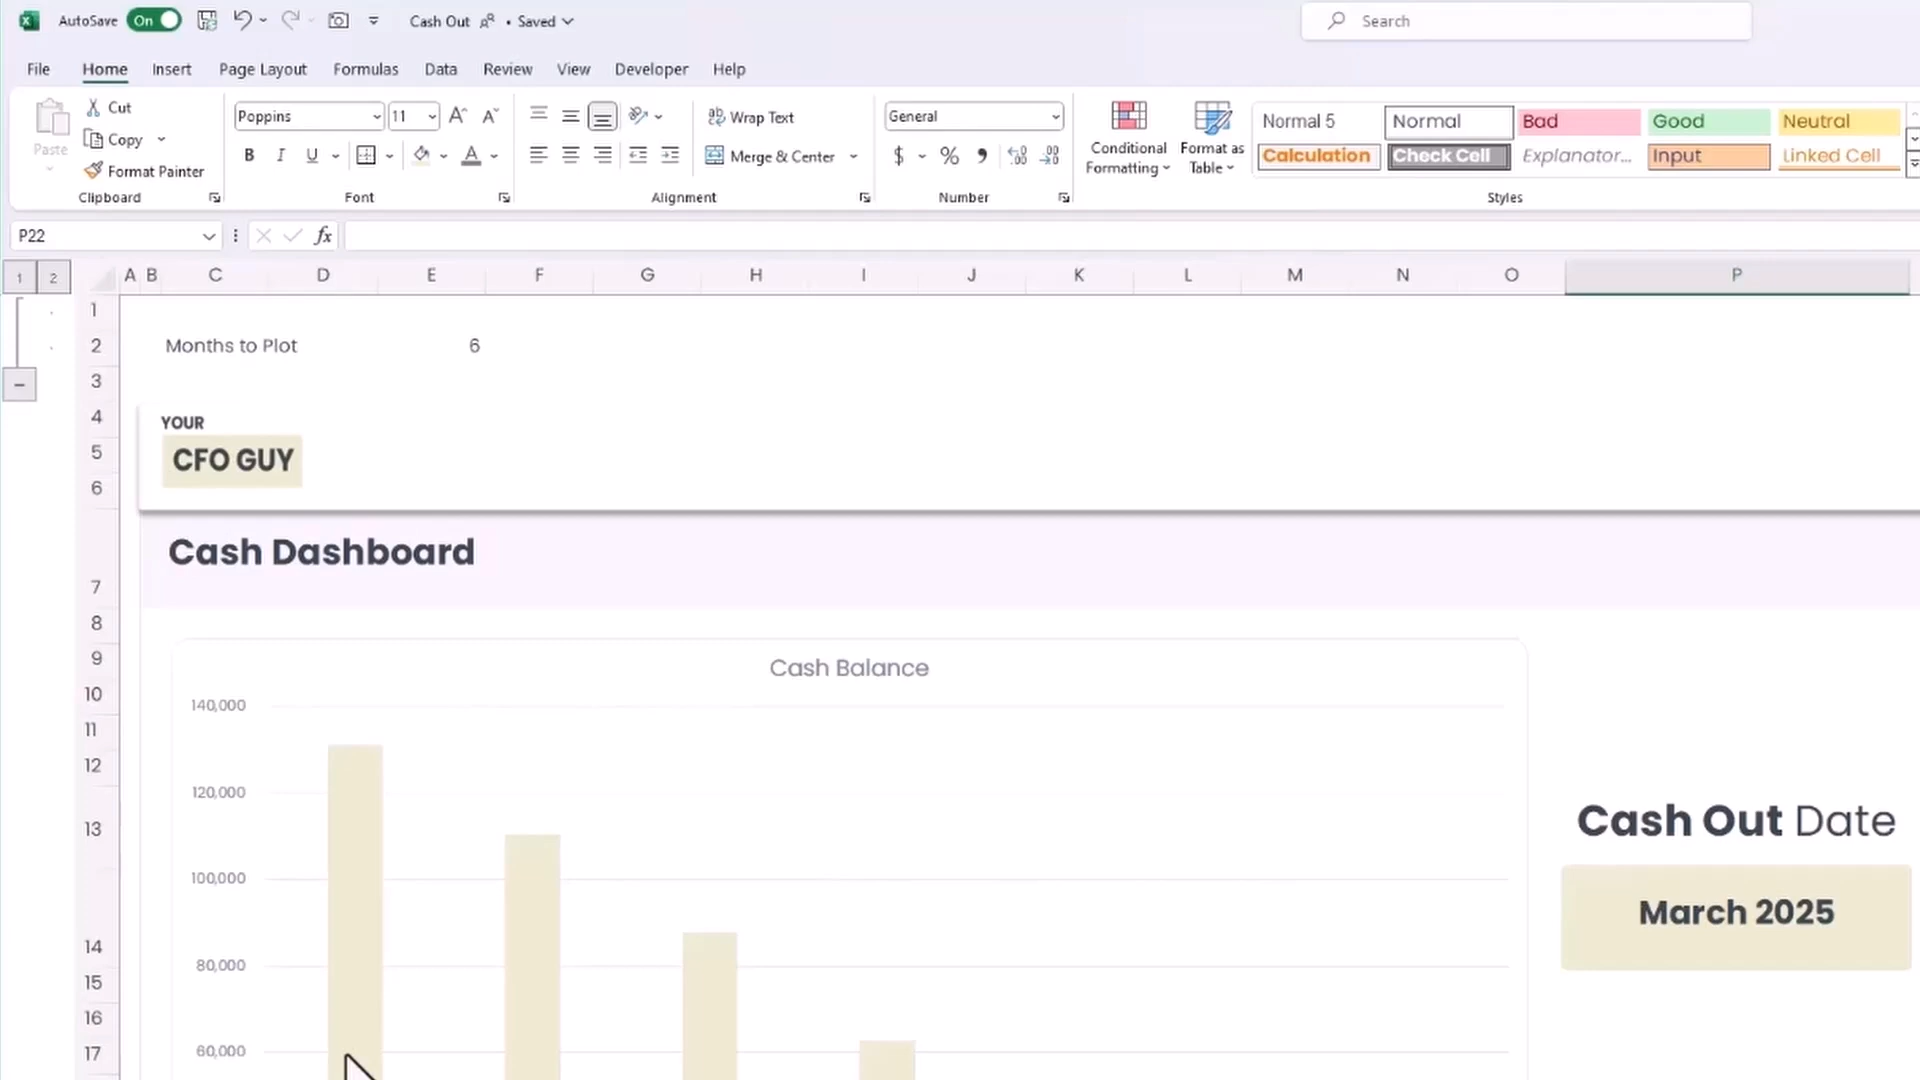 AutoSave On Cash Out • Saved Search
File Home Insert Page Layout Formulas Data Review View Developer Help
Paste
Cut
Copy
Format Painter
Clipboard
Poppins 11
B I U A
Font
Wrap Text
Merge & Center
Alignment
General
$ %
Number
Conditional Formatting
Format as Table
Normal 5 Normal Bad Good Neutral
Calculation Check Cell Explanator... Input Linked Cell
Styles
P22 fx
1 2 A B C D E F G H I J K L M N O P
1
2 Months to Plot 6
3
4 YOUR
5 CFO GUY
6
Cash Dashboard
7
8
9 Cash Balance
10 140,000
11
12 120,000
13 Cash Out Date
100,000
March 2025
14 80,000
15
16
17 60,000